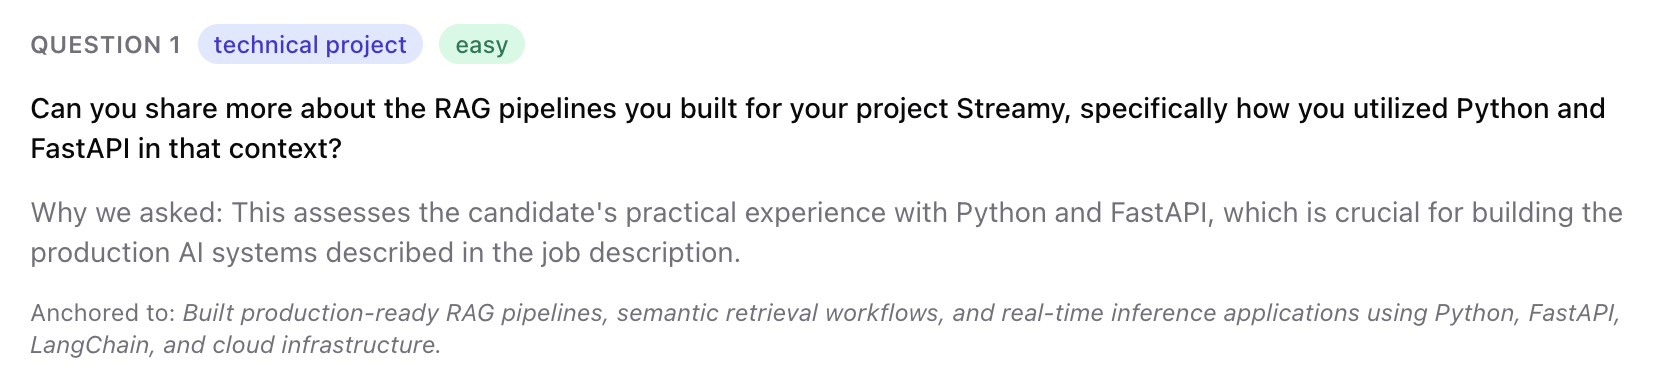 QUESTION 1 technical project easy
Can you share more about the RAG pipelines you built for your project Streamy, specifically how you utilized Python and
FastAPI in that context?
Why we asked: This assesses the candidate's practical experience with Python and FastAPI, which is crucial for building the
production AI systems described in the job description.
Anchored to: Built production-ready RAG pipelines, semantic retrieval workflows, and real-time inference applications using Python, FastAPI,
LangChain, and cloud infrastructure.